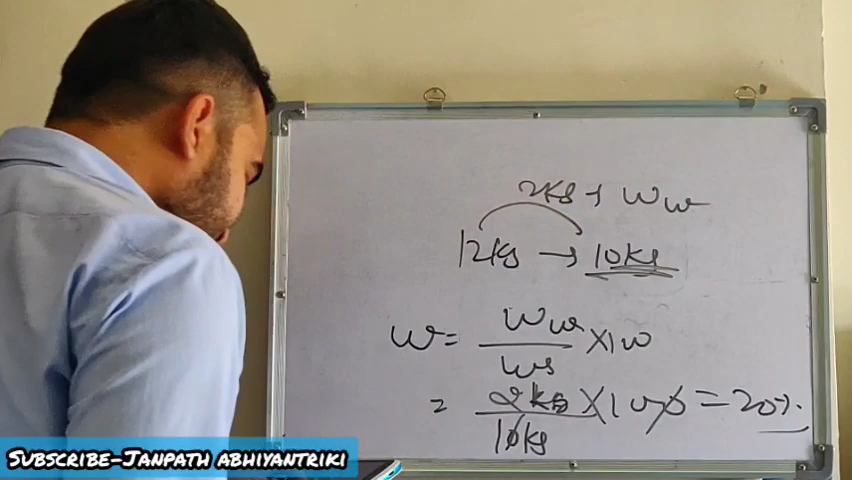 2kg → Ww
12kg → 10kg
w = Ww/Ws × 100
= 2kg/10kg × 100 = 20%.
Subscribe-Janpath abhiyantriki